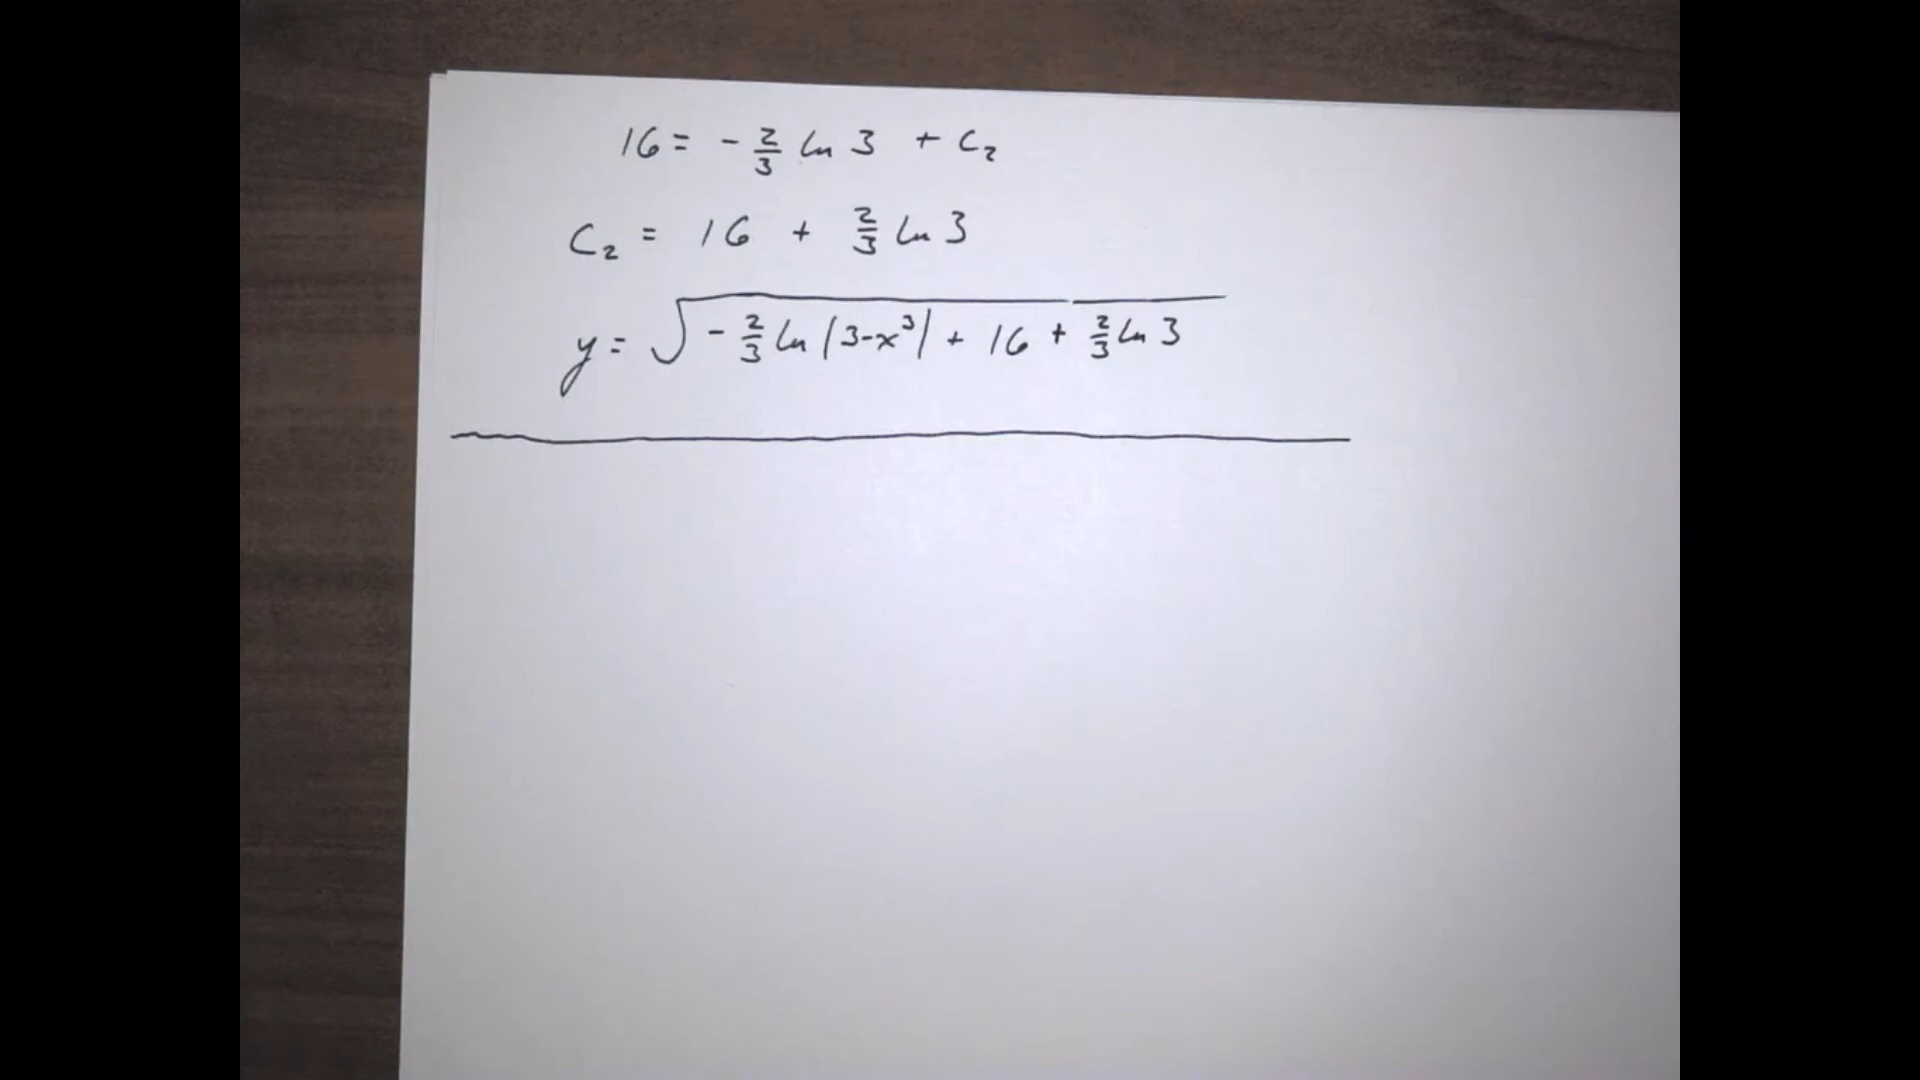 16 = - 2/3 ln 3 + C₂
C₂ = 16 + 2/3 ln 3
y = √(- 2/3 ln |3-x³| + 16 + 2/3 ln 3)